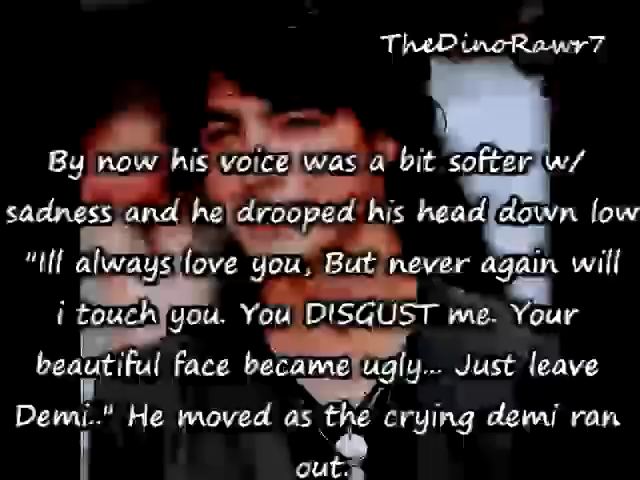 TheDinoRawr7
By now his voice was a bit softer w/
sadness and he drooped his head down low
"Ill always love you, But never again will
i touch you. You DISGUST me. Your
beautiful face became ugly... Just leave
Demi.." He moved as the crying demi ran
out.